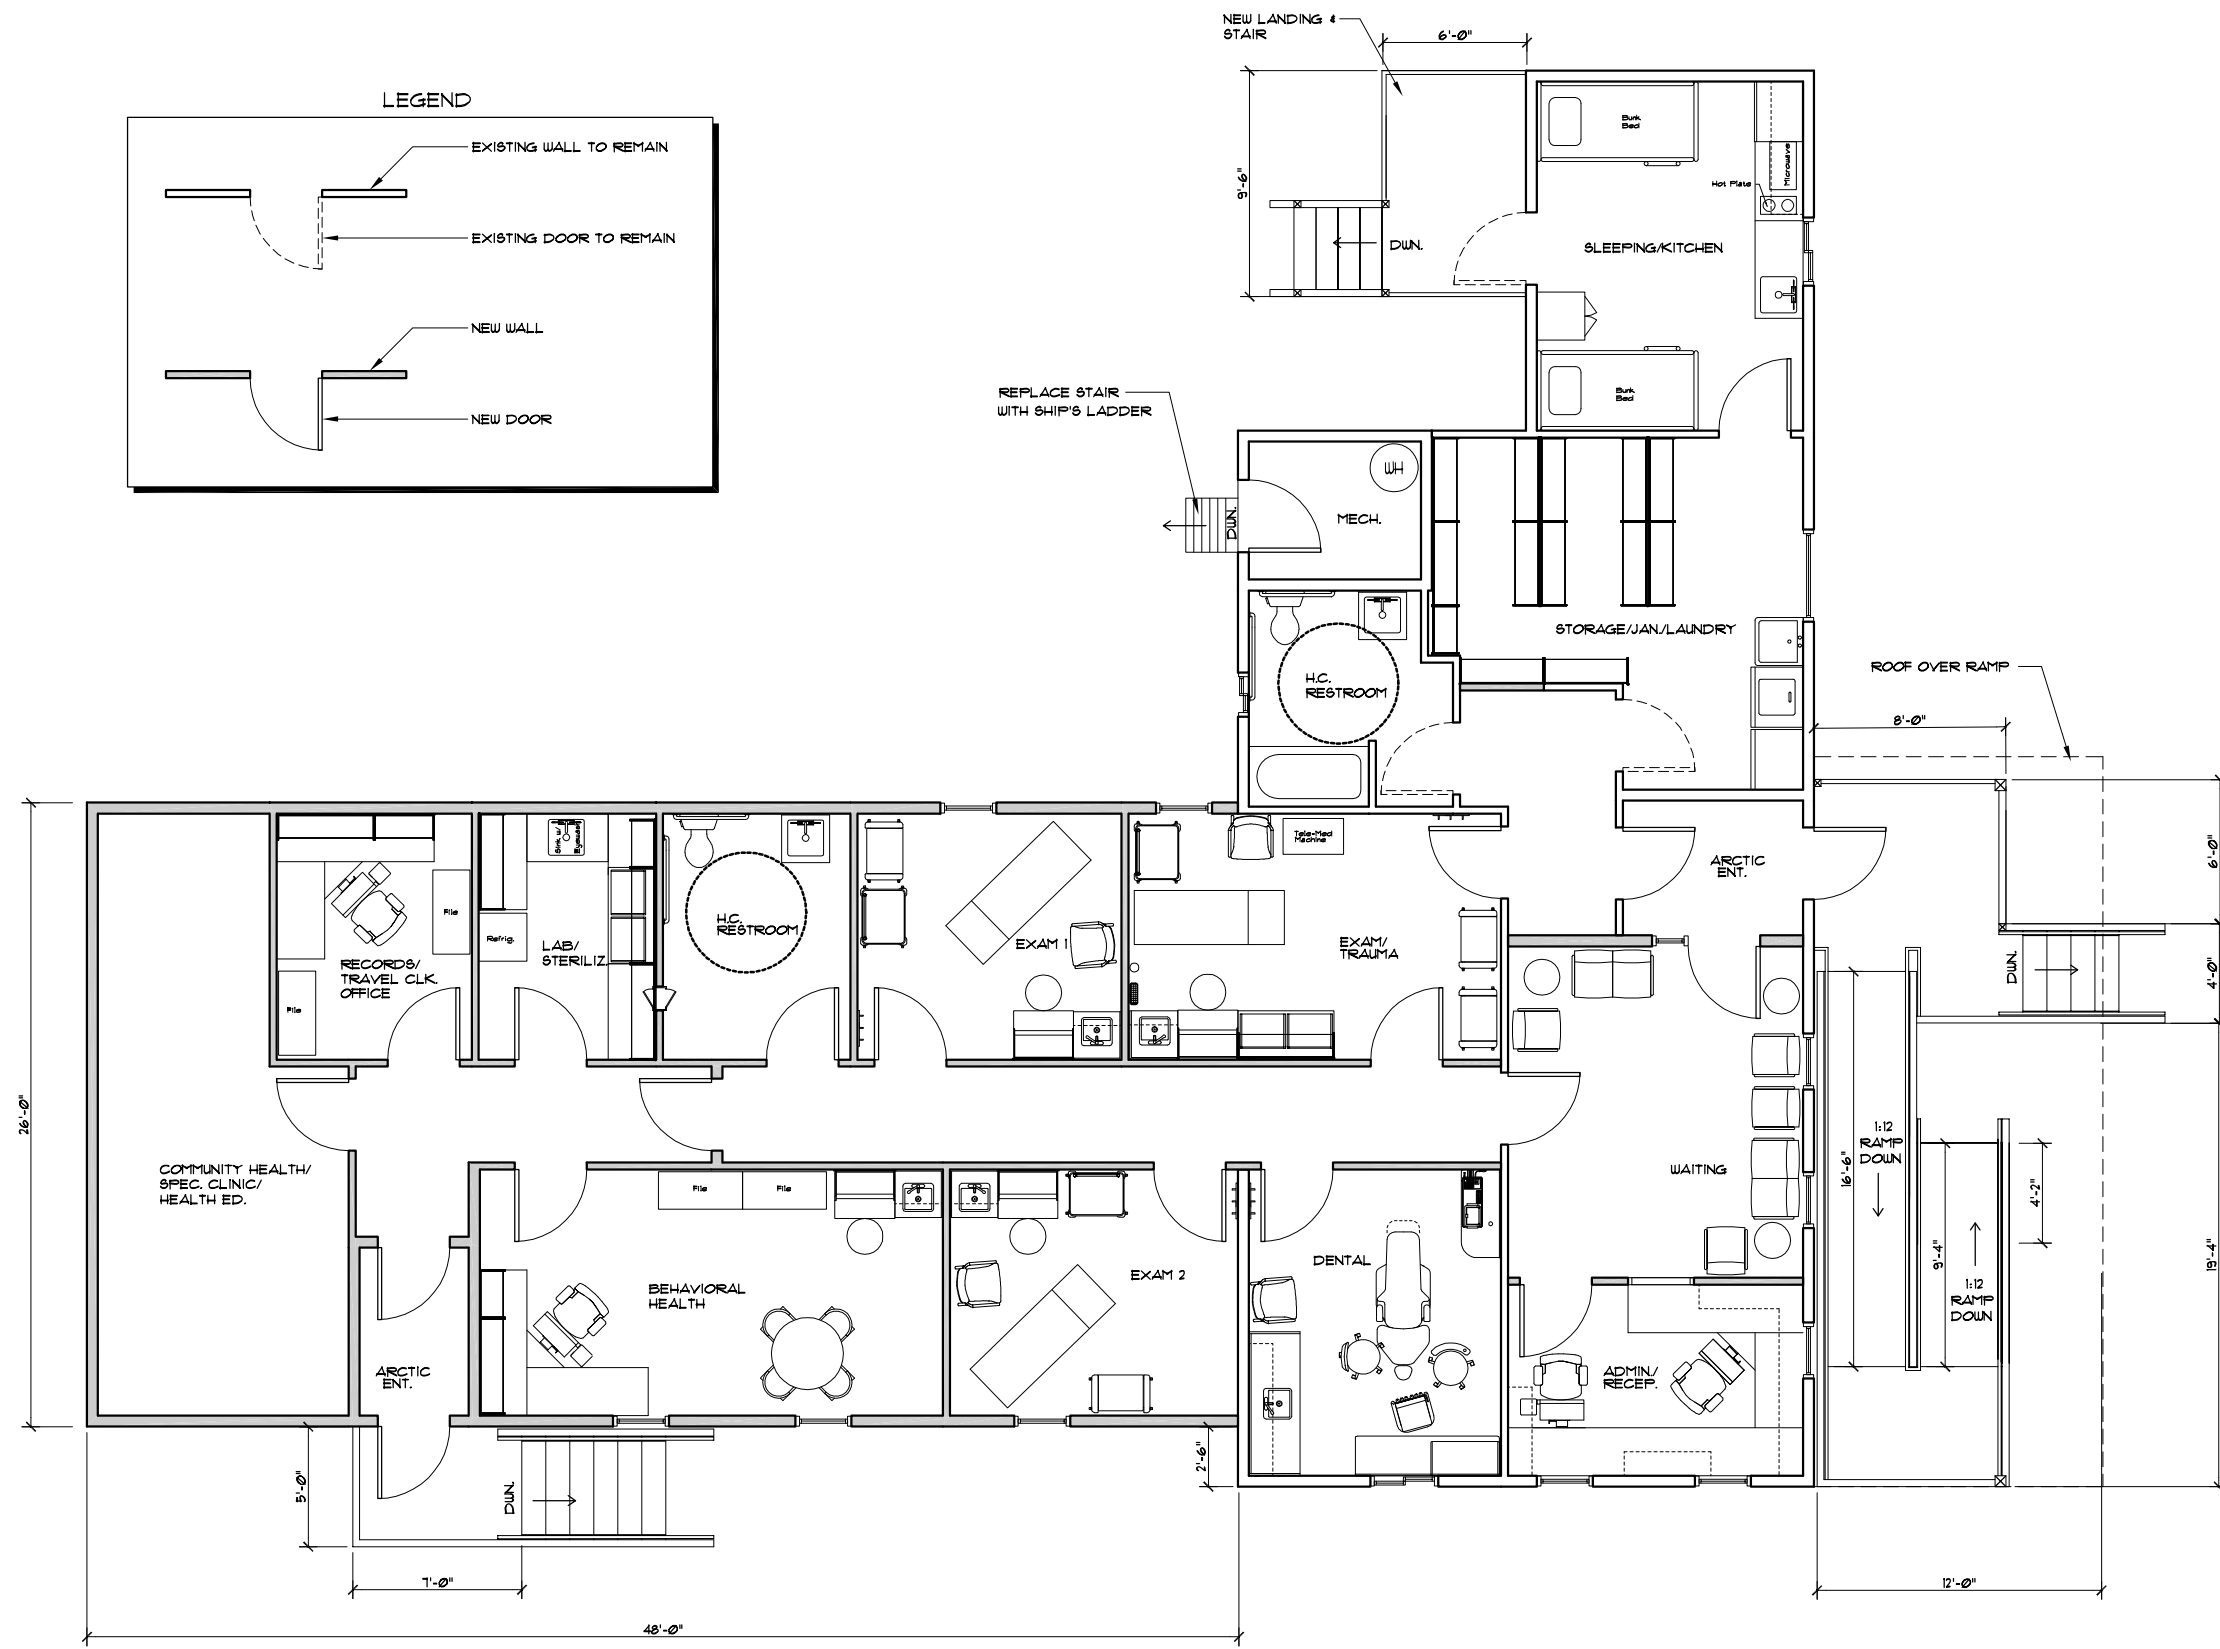 NEW LANDING &
STAIR
6'-0"
LEGEND
EXISTING WALL TO REMAIN
EXISTING DOOR TO REMAIN
NEW WALL
NEW DOOR
9'-6"
DWN.
Bunk
Bed
Microwave
Hot Plate
SLEEPING/KITCHEN
Bunk
Bed
REPLACE STAIR
WITH SHIP'S LADDER
DWN.
WH
MECH.
STORAGE/JAN./LAUNDRY
H.C.
RESTROOM
ROOF OVER RAMP
8'-0"
26'-0"
File
File
RECORDS/
TRAVEL CLK.
OFFICE
Sink w/
Eyewash
Refrig.
LAB/
STERILIZ.
H.C.
RESTROOM
EXAM 1
Tele-Med
Machine
EXAM/
TRAUMA
ARCTIC
ENT.
6'-0"
4'-0"
DWN.
COMMUNITY HEALTH/
SPEC. CLINIC/
HEALTH ED.
File
File
WAITING
1:12
RAMP
DOWN
16'-6"
4'-2"
9'-4"
19'-4"
1:12
RAMP
DOWN
BEHAVIORAL
HEALTH
EXAM 2
DENTAL
ARCTIC
ENT.
ADMIN./
RECEP.
5'-0"
DWN.
2'-6"
7'-0"
12'-0"
48'-0"